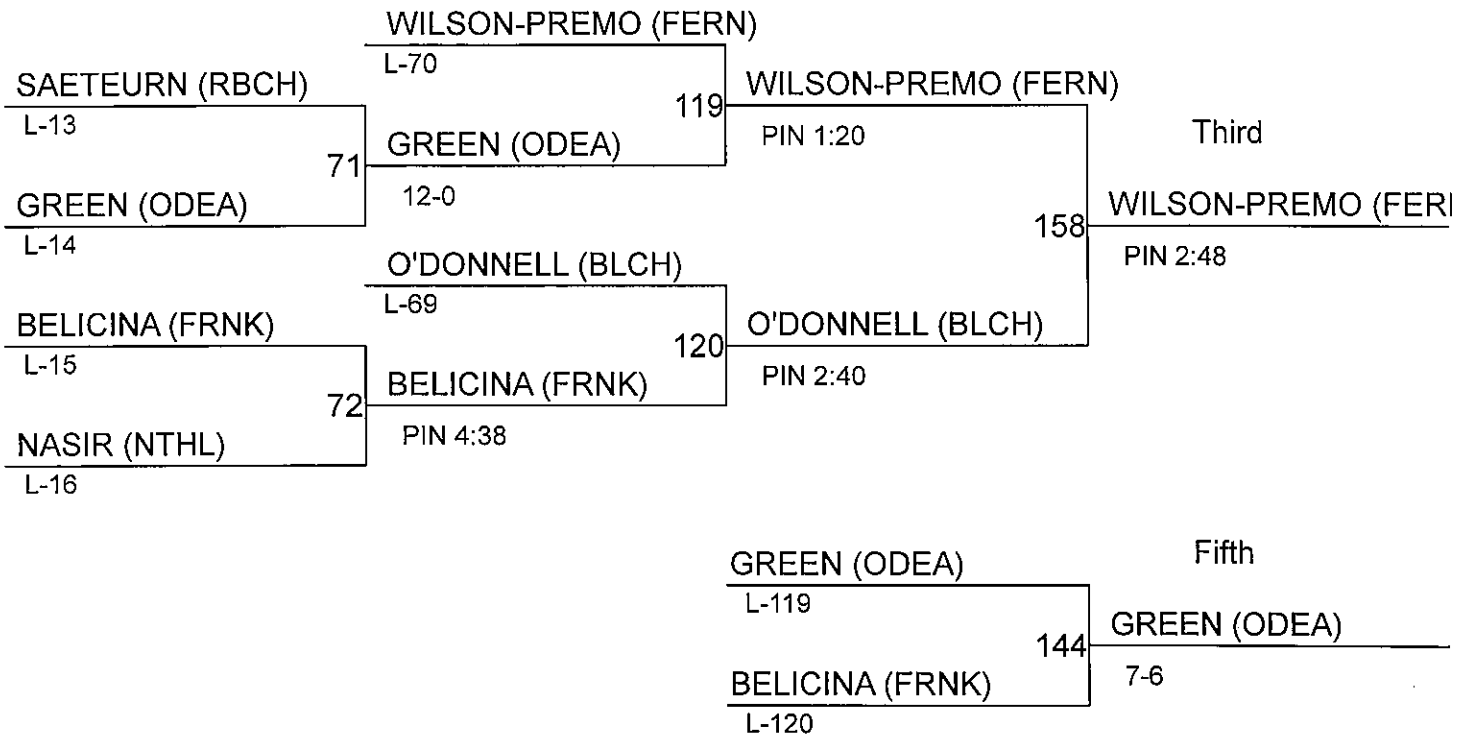 WILSON-PREMO (FERN)
L-70
SAETEURN (RBCH)
L-13
119
WILSON-PREMO (FERN)
PIN 1:20
Third
71
GREEN (ODEA)
12-0
GREEN (ODEA)
L-14
158
WILSON-PREMO (FERI
PIN 2:48
O'DONNELL (BLCH)
L-69
BELICINA (FRNK)
L-15
120
O'DONNELL (BLCH)
PIN 2:40
72
BELICINA (FRNK)
PIN 4:38
NASIR (NTHL)
L-16
Fifth
GREEN (ODEA)
L-119
144
GREEN (ODEA)
7-6
BELICINA (FRNK)
L-120